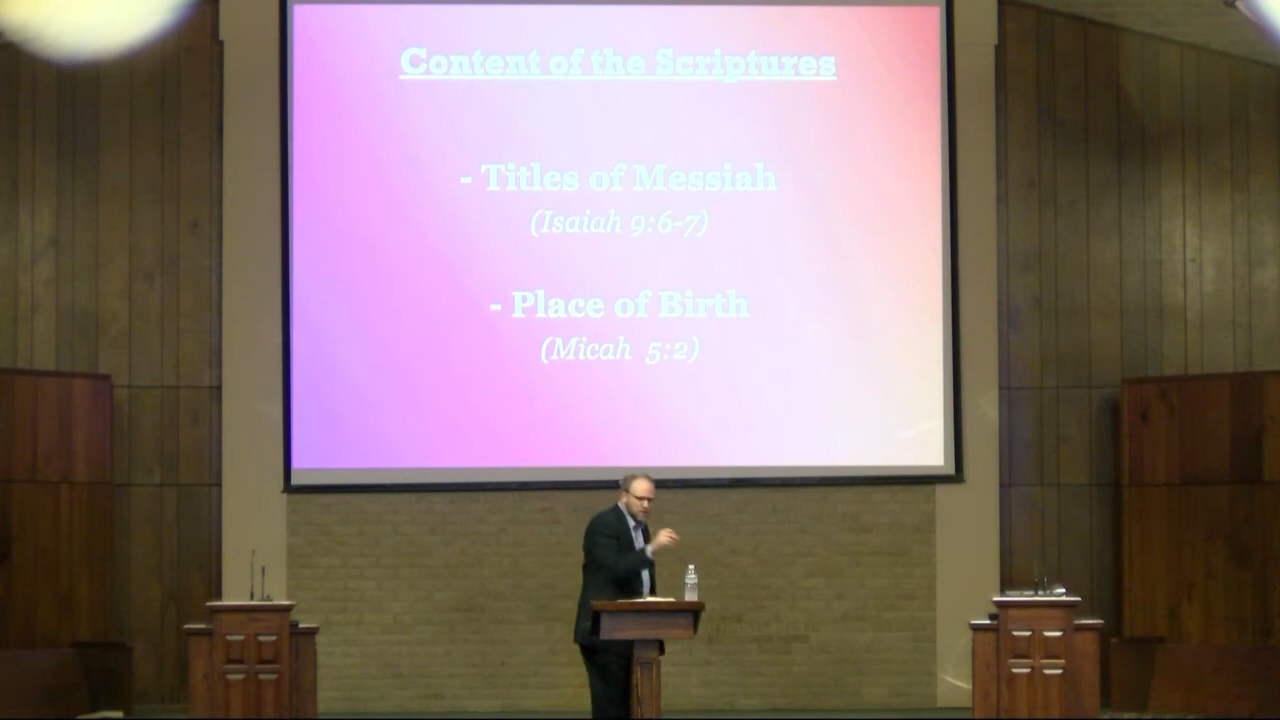 Content of the Scriptures
- Titles of Messiah
(Isaiah 9:6-7)
- Place of Birth
(Micah 5:2)